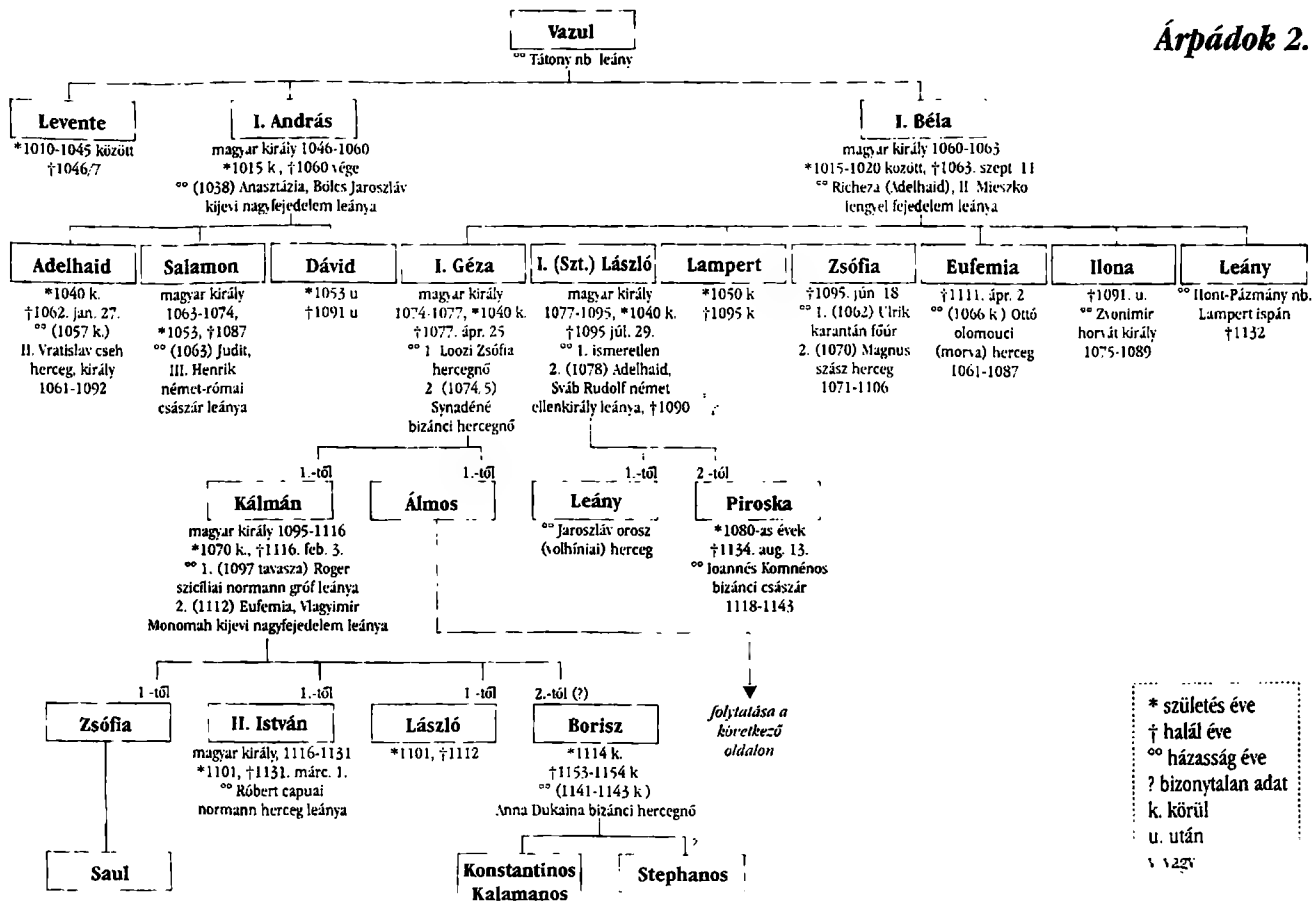 Árpádok 2.
Vazul
°° Tátony nb leány
Levente
*1010-1045 között
†1046/7
I. András
magyar király 1046-1060
*1015 k, †1060 vége
°° (1038) Anasztázia, Bölcs Jaroszláv
kijevi nagyfejedelem leánya
I. Béla
magyar király 1060-1063
*1015-1020 között, †1063. szept 11
°° Richeza (Adelhaid), II Mieszko
lengyel fejedelem leánya
Adelhaid
*1040 k.
†1062. jan. 27.
°° (1057 k.)
II. Vratislav cseh
herceg, király
1061-1092
Salamon
magyar király
1063-1074,
*1053, †1087
°° (1063) Judit,
III. Henrik
német-római
császár leánya
Dávid
*1053 u
†1091 u
I. Géza
magyar király
1074-1077, *1040 k.
†1077. ápr. 25
°° 1 Loozi Zsófia
hercegnő
2 (1074,5)
Synadéné
bizánci hercegnő
I. (Szt.) László
magyar király
1077-1095, *1040 k.
†1095 júl. 29.
°° 1. ismeretlen
2. (1078) Adelhaid,
Sváb Rudolf német
ellenkirály leánya, †1090
Lampert
*1050 k
†1095 k
Zsófia
†1095. jún 18
°° 1. (1062) Ulrik
karantán főúr
2. (1070) Magnus
szász herceg
1071-1106
Eufemia
†1111. ápr. 2
°° (1066 k) Ottó
olomouci
(morva) herceg
1061-1087
Ilona
†1091. u.
°° Zvonimir
horvát király
1075-1089
Leány
°° Hont-Pázmány nb.
Lampert ispán
†1132
1.-től
Kálmán
magyar király 1095-1116
*1070 k., †1116. feb. 3.
°° 1. (1097 tavasza) Roger
szicíliai normann gróf leánya
2. (1112) Eufemia, Vlagyimir
Monomah kijevi nagyfejedelem leánya
1.-től
Álmos
1.-től
Leány
°° Jaroszláv orosz
(volhíniai) herceg
2 -től
Piroska
*1080-as évek
†1134. aug. 13.
°° Ioannés Komnénos
bizánci császár
1118-1143
1 -től
Zsófia
1.-től
II. István
magyar király, 1116-1131
*1101, †1131. márc. 1.
°° Róbert capuai
normann herceg leánya
1 -től
László
*1101, †1112
2.-től (?)
Borisz
*1114 k.
†1153-1154 k
°° (1141-1143 k)
Anna Dukaina bizánci hercegnő
folytatása a
következő
oldalon
Saul
Konstantinos
Kalamanos
?
Stephanos
* születés éve
† halál éve
°° házasság éve
? bizonytalan adat
k. körül
u. után
v vagy